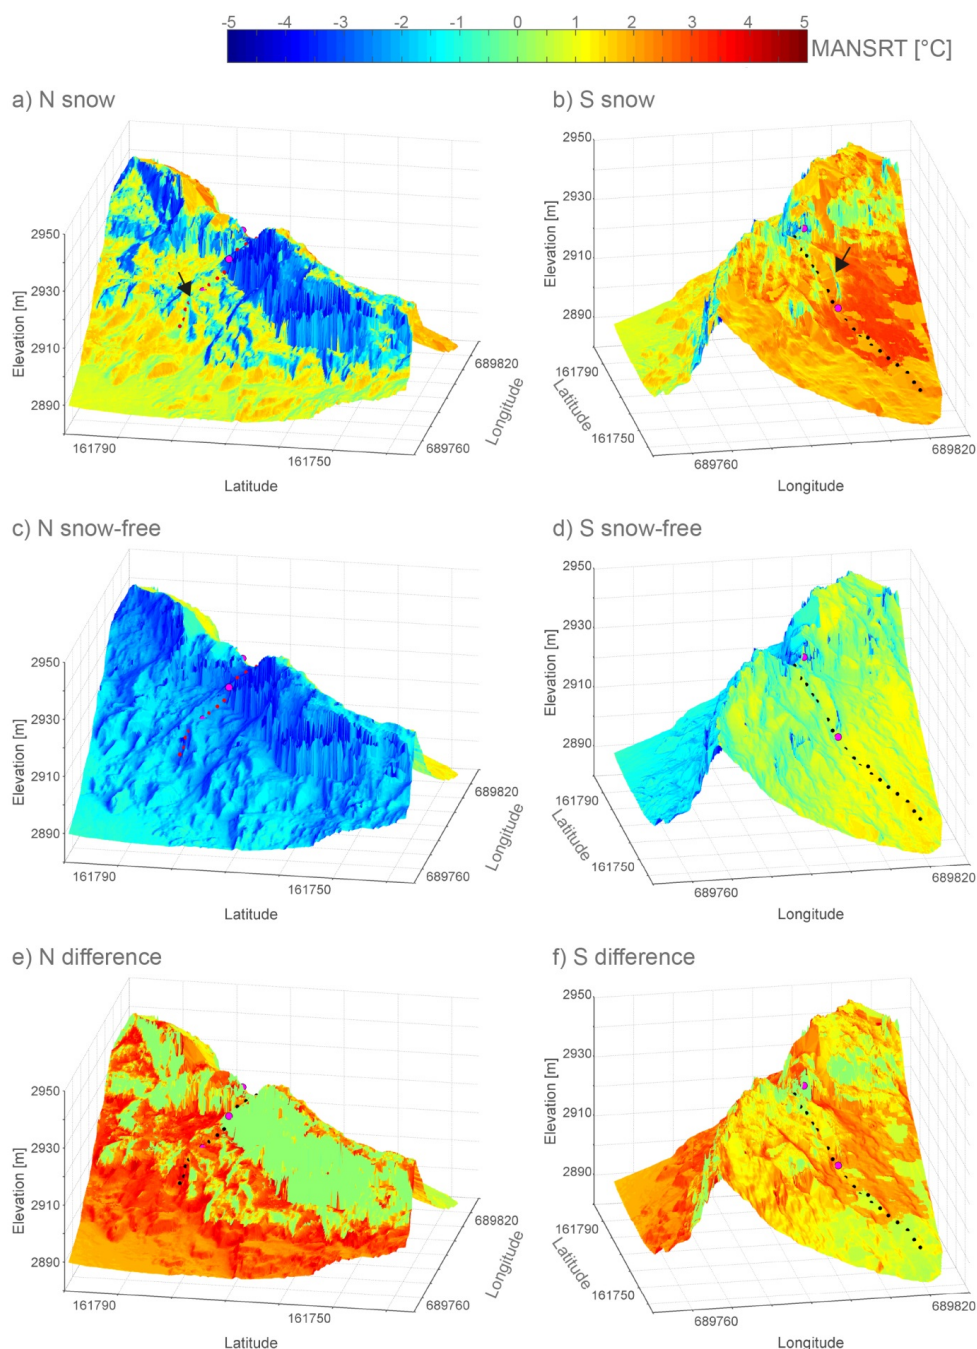 -5 -4 -3 -2 -1 0 1 2 3 4 5
MANSRT [°C]
a) N snow
b) S snow
2950
2930
2910
2890
Elevation [m]
161790
161750
Latitude
689760
689820
Longitude
2950
2930
2910
2890
Elevation [m]
161790
161750
Latitude
689760
689820
Longitude
c) N snow-free
d) S snow-free
2950
2930
2910
2890
Elevation [m]
161790
161750
Latitude
689760
689820
Longitude
2950
2930
2910
2890
Elevation [m]
161790
161750
Latitude
689760
689820
Longitude
e) N difference
f) S difference
2950
2930
2910
2890
Elevation [m]
161790
161750
Latitude
689760
689820
Longitude
2950
2930
2910
2890
Elevation [m]
161790
161750
Latitude
689760
689820
Longitude